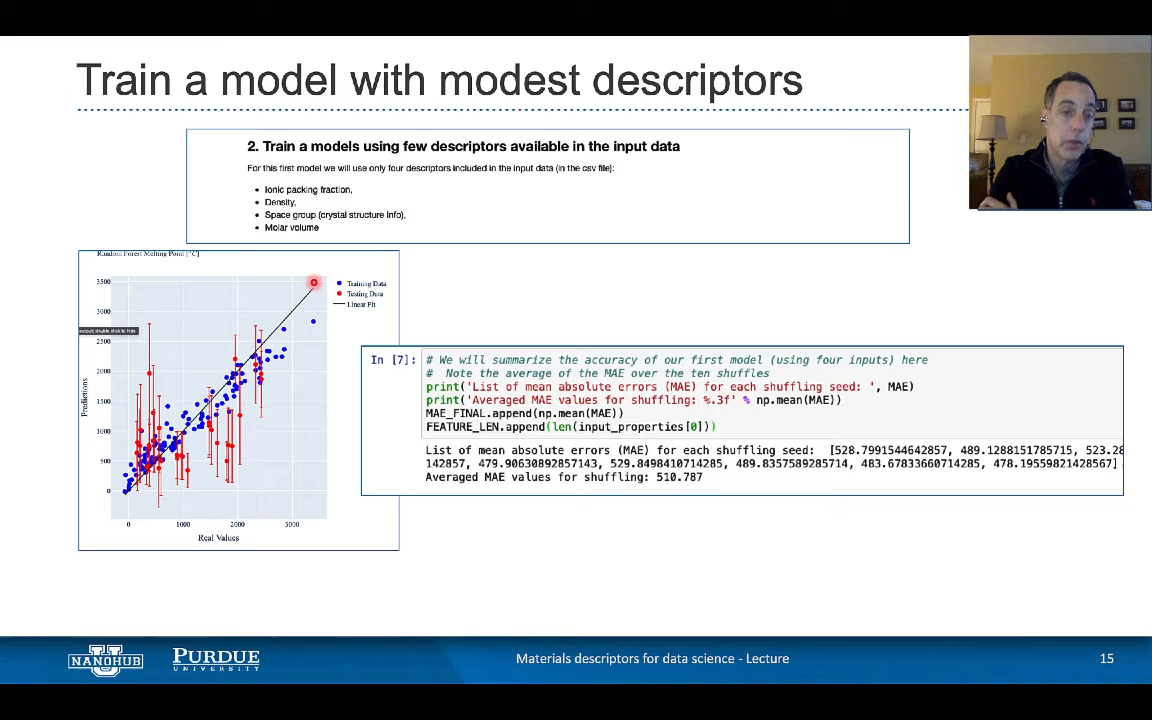 Train a model with modest descriptors
2. Train a models using few descriptors available in the input data
For this first model we will use only four descriptors included in the input data (in the csv file):
• Ionic packing fraction,
• Density,
• Space group (crystal structure info),
• Molar volume
Random Forest Melting Point [°C]
3500
3000
2500
2000
1500
1000
500
0
0 1000 2000 3000
Predictions
Real Values
Training Data
Testing Data
Linear Fit
output; double click to hide
In [7]: # We will summarize the accuracy of our first model (using four inputs) here
# Note the average of the MAE over the ten shuffles
print('List of mean absolute errors (MAE) for each shuffling seed: ', MAE)
print('Averaged MAE values for shuffling: %.3f' % np.mean(MAE))
MAE_FINAL.append(np.mean(MAE))
FEATURE_LEN.append(len(input_properties[0]))
List of mean absolute errors (MAE) for each shuffling seed: [528.7991544642857, 489.1288151785715, 523.28
142857, 479.90630892857143, 529.8498410714285, 489.8357589285714, 483.67833660714285, 478.19559821428567]
Averaged MAE values for shuffling: 510.787
NANOHUB
PURDUE
UNIVERSITY
Materials descriptors for data science - Lecture
15